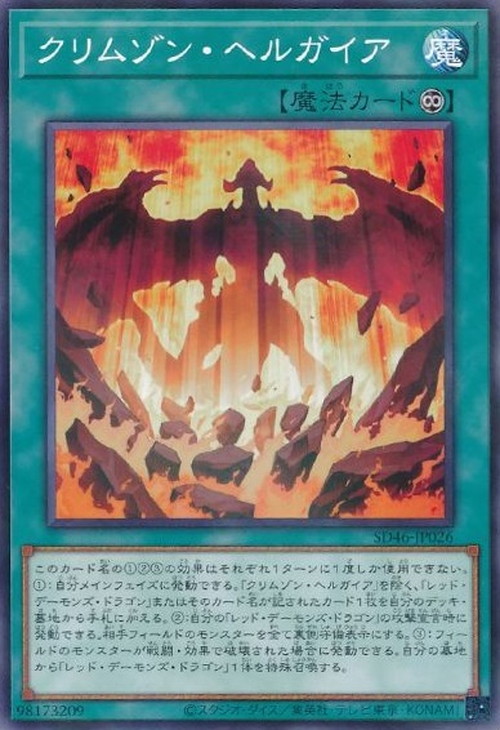 クリムゾン・ヘルガイア
魔
【魔法カード】
SD46-JP026
このカード名の①②③の効果はそれぞれ1ターンに1度しか使用できない。
①:自分メインフェイズに発動できる。「クリムゾン・ヘルガイア」を除く、「レッド・
デーモンズ・ドラゴン」またはそのカード名が記されたカード1枚を自分のデッキ・
墓地から手札に加える。②:自分の「レッド・デーモンズ・ドラゴン」の攻撃宣言時に
発動できる。相手フィールドのモンスターを全て裏側守備表示にする。③:フィー
ルドのモンスターが戦闘・効果で破壊された場合に発動できる。自分の墓地
から「レッド・デーモンズ・ドラゴン」1体を特殊召喚する。
98173209
©スタジオ・ダイス/集英社・テレビ東京・KONAMI